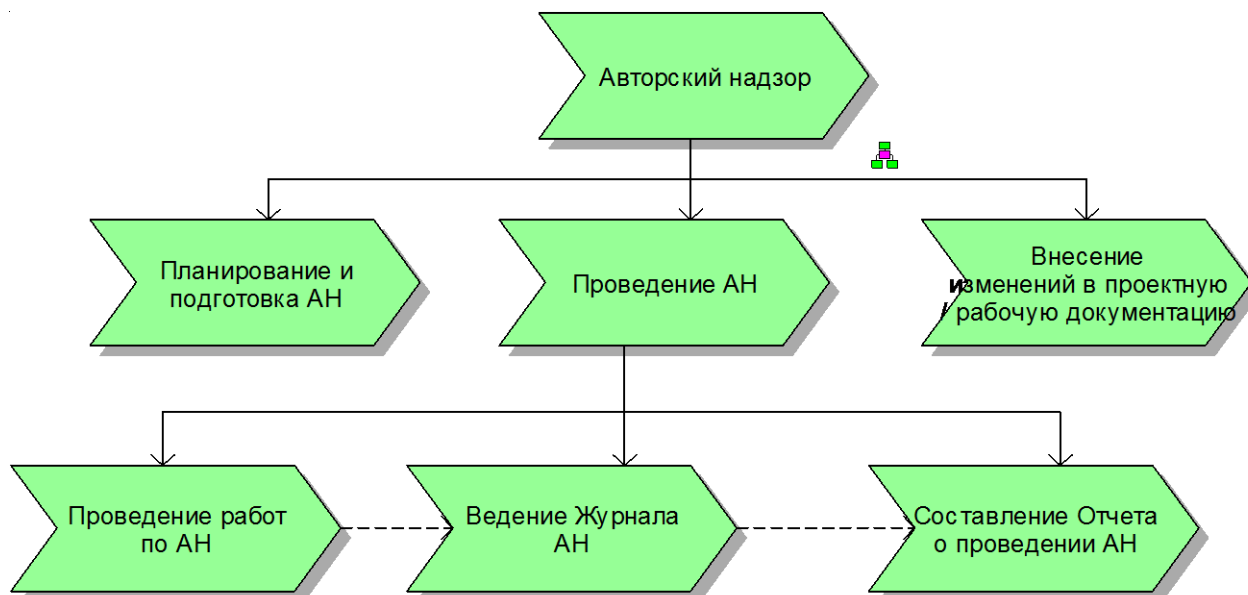 Авторский надзор
Планирование и
подготовка АН
Проведение АН
Внесение
изменений в проектную
/ рабочую документацию
Проведение работ
по АН
Ведение Журнала
АН
Составление Отчета
о проведении АН